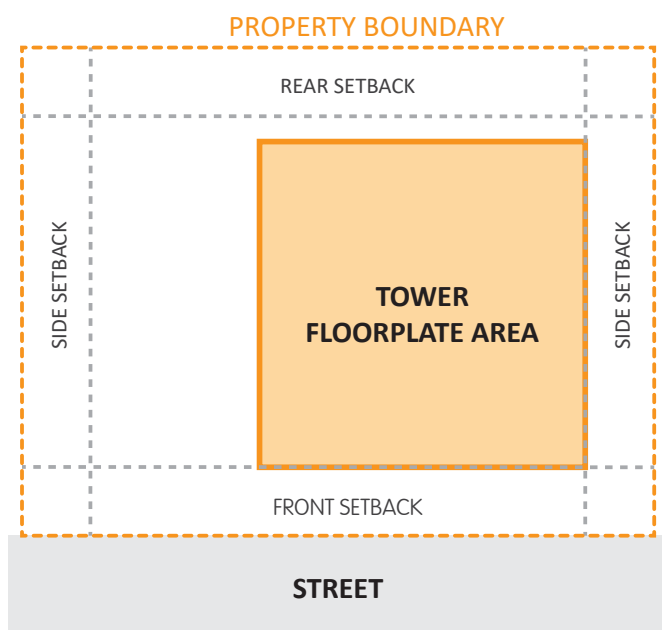 PROPERTY BOUNDARY
REAR SETBACK
SIDE SETBACK
TOWER
FLOORPLATE AREA
SIDE SETBACK
FRONT SETBACK
STREET